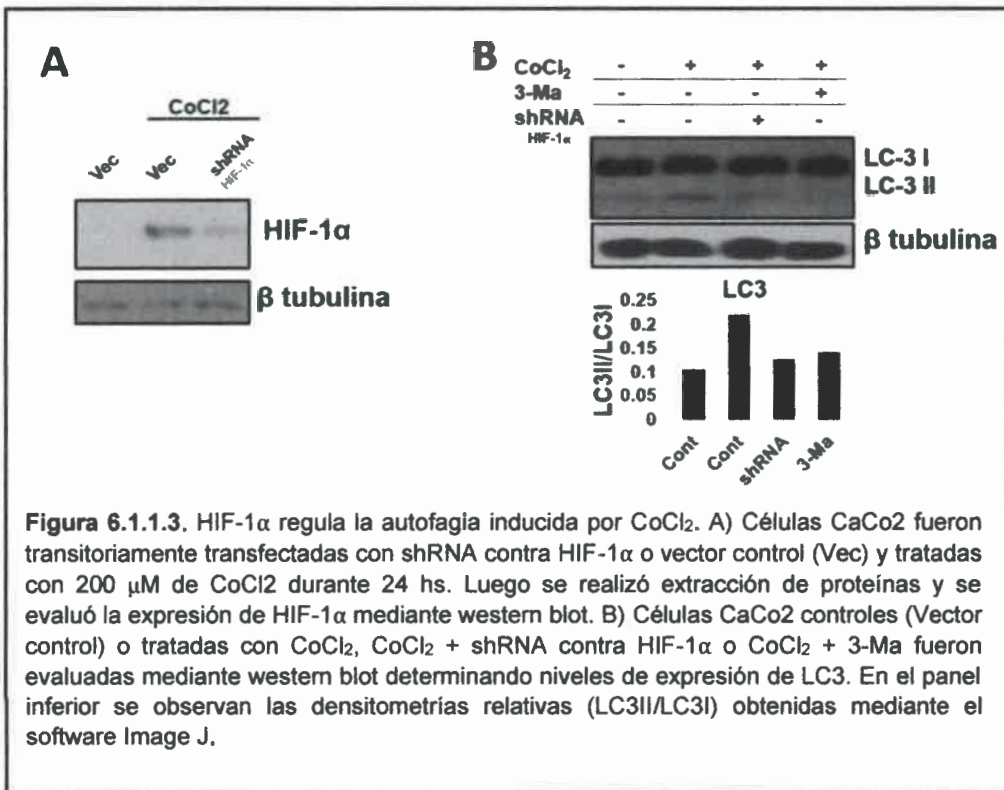 A
CoCl2
Vec
Vec
shRNA
HIF-1α
HIF-1α
β tubulina
B
CoCl₂ - + + +
3-Ma - - - +
shRNA - - + -
HIF-1α
LC-3 I
LC-3 II
β tubulina
LC3
LC3II/LC3I
0.25
0.2
0.15
0.1
0.05
0
Cont
Cont
shRNA
3-Ma
Figura 6.1.1.3. HIF-1α regula la autofagia inducida por CoCl₂. A) Células CaCo2 fueron
transitoriamente transfectadas con shRNA contra HIF-1α o vector control (Vec) y tratadas
con 200 µM de CoCl2 durante 24 hs. Luego se realizó extracción de proteínas y se
evaluó la expresión de HIF-1α mediante western blot. B) Células CaCo2 controles (Vector
control) o tratadas con CoCl₂, CoCl₂ + shRNA contra HIF-1α o CoCl₂ + 3-Ma fueron
evaluadas mediante western blot determinando niveles de expresión de LC3. En el panel
inferior se observan las densitometrías relativas (LC3II/LC3I) obtenidas mediante el
software Image J.